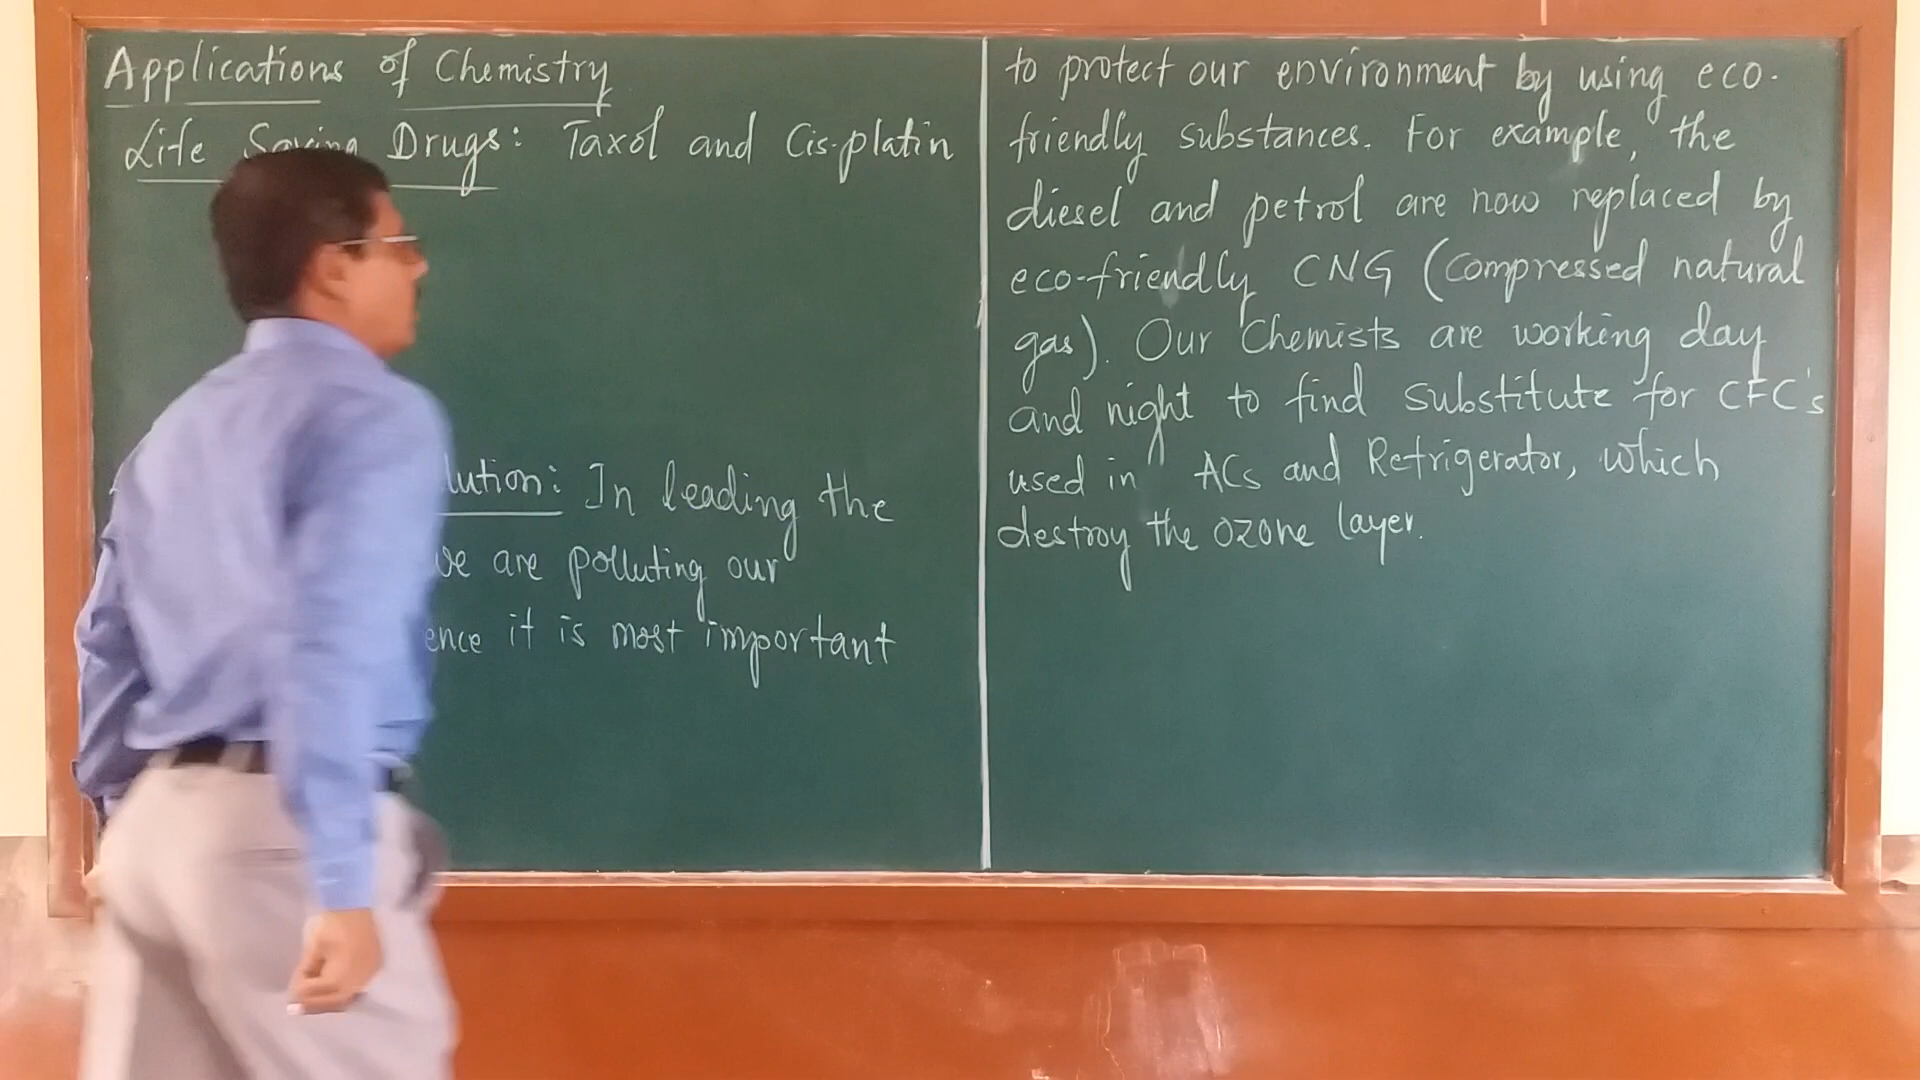 Applications of Chemistry
Life Saving Drugs: Taxol and Cis-platin
In leading the
are polluting our
it is most important
to protect our environment by using eco-
friendly substances. For example, the
diesel and petrol are now replaced by
eco-friendly CNG (Compressed natural
gas). Our Chemists are working day
and night to find substitute for CFC's
used in ACs and Refrigerator, which
destroy the ozone layer.